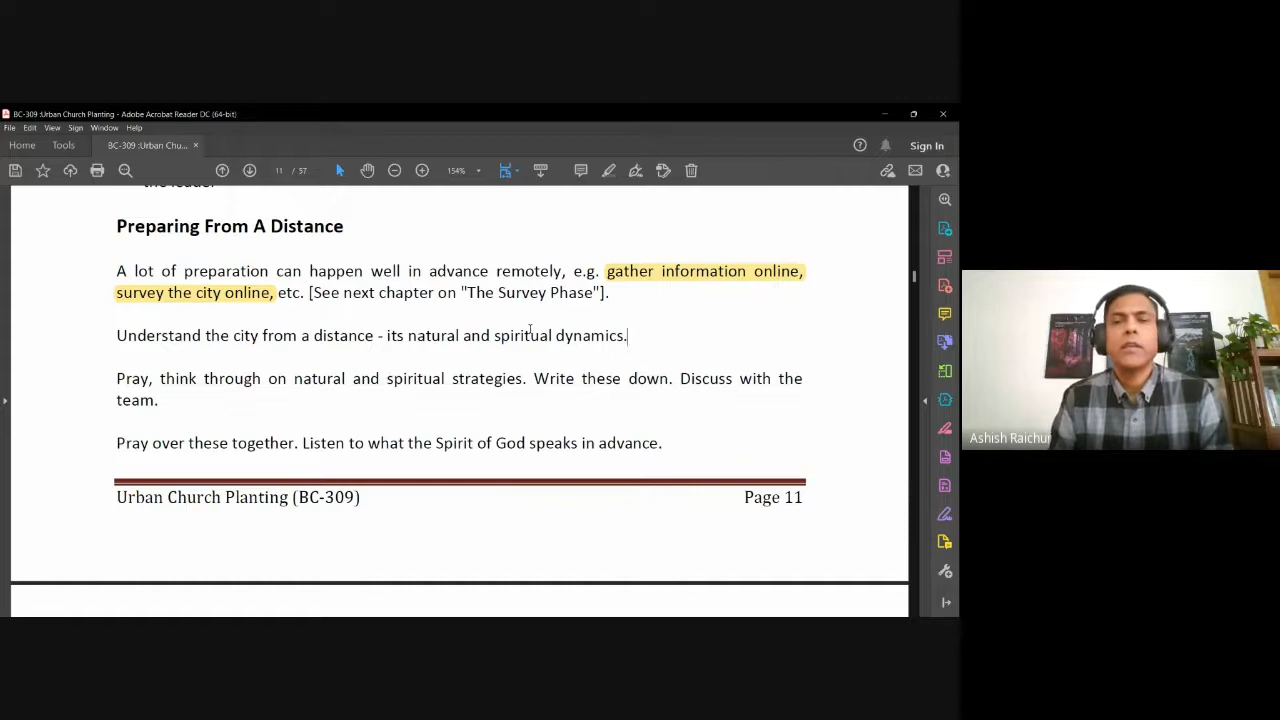 BC-309 :Urban Church Planting - Adobe Acrobat Reader DC (64-bit)
File Edit View Sign Window Help
Home Tools BC-309 :Urban Chu... × Sign In
11 / 57 154%
the leader
Preparing From A Distance
A lot of preparation can happen well in advance remotely, e.g. gather information online,
survey the city online, etc. [See next chapter on "The Survey Phase"].
Understand the city from a distance - its natural and spiritual dynamics.
Pray, think through on natural and spiritual strategies. Write these down. Discuss with the
team.
Pray over these together. Listen to what the Spirit of God speaks in advance.
Urban Church Planting (BC-309) Page 11
Ashish Raichur